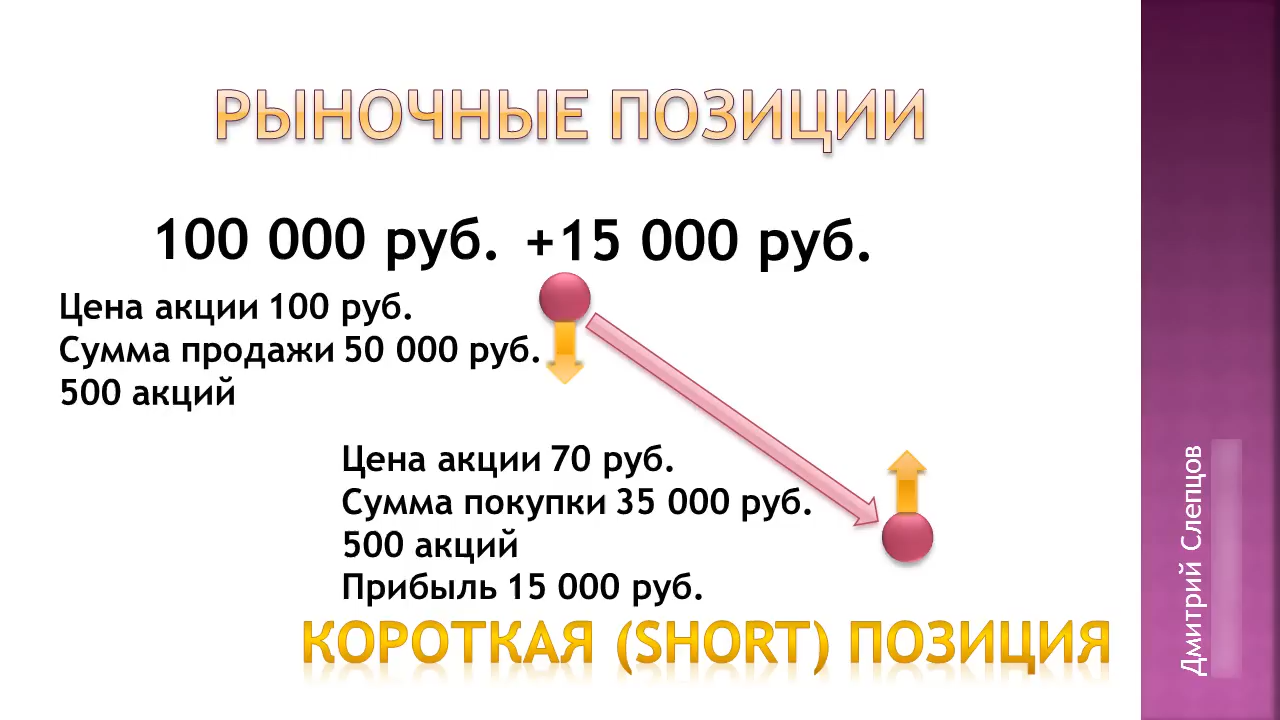 РЫНОЧНЫЕ ПОЗИЦИИ
100 000 руб. +15 000 руб.
Цена акции 100 руб.
Сумма продажи 50 000 руб.
500 акций
Цена акции 70 руб.
Сумма покупки 35 000 руб.
500 акций
Прибыль 15 000 руб.
КОРОТКАЯ (SHORT) ПОЗИЦИЯ
Дмитрий Слепцов